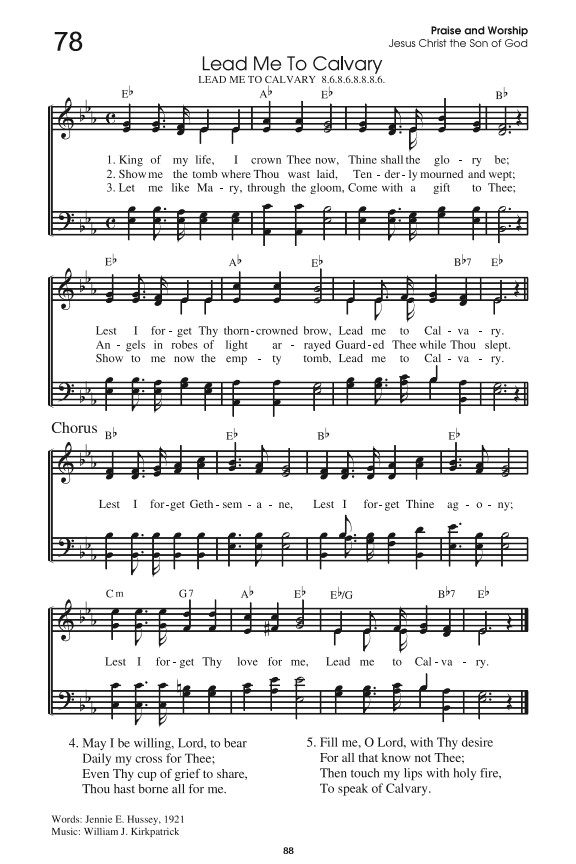 78
Praise and Worship
Jesus Christ the Son of God
Lead Me To Calvary
LEAD ME TO CALVARY 8.6.8.6.8.8.8.6.
E♭ A♭ E♭ B♭
1. King of my life, I crown Thee now, Thine shall the glo - ry be;
2. Show me the tomb where Thou wast laid, Ten - der - ly mourned and wept;
3. Let me like Ma - ry, through the gloom, Come with a gift to Thee;
E♭ A♭ E♭ B♭7 E♭
Lest I for - get Thy thorn-crowned brow, Lead me to Cal - va - ry.
An - gels in robes of light ar - rayed Guard-ed Thee while Thou slept.
Show to me now the emp - ty tomb, Lead me to Cal - va - ry.
Chorus
B♭ E♭ B♭ E♭
Lest I for-get Geth-sem - a - ne, Lest I for-get Thine ag - o - ny;
Cm G7 A♭ E♭ E♭/G B♭7 E♭
Lest I for-get Thy love for me, Lead me to Cal - va - ry.
4. May I be willing, Lord, to bear
Daily my cross for Thee;
Even Thy cup of grief to share,
Thou hast borne all for me.
5. Fill me, O Lord, with Thy desire
For all that know not Thee;
Then touch my lips with holy fire,
To speak of Calvary.
Words: Jennie E. Hussey, 1921
Music: William J. Kirkpatrick
88